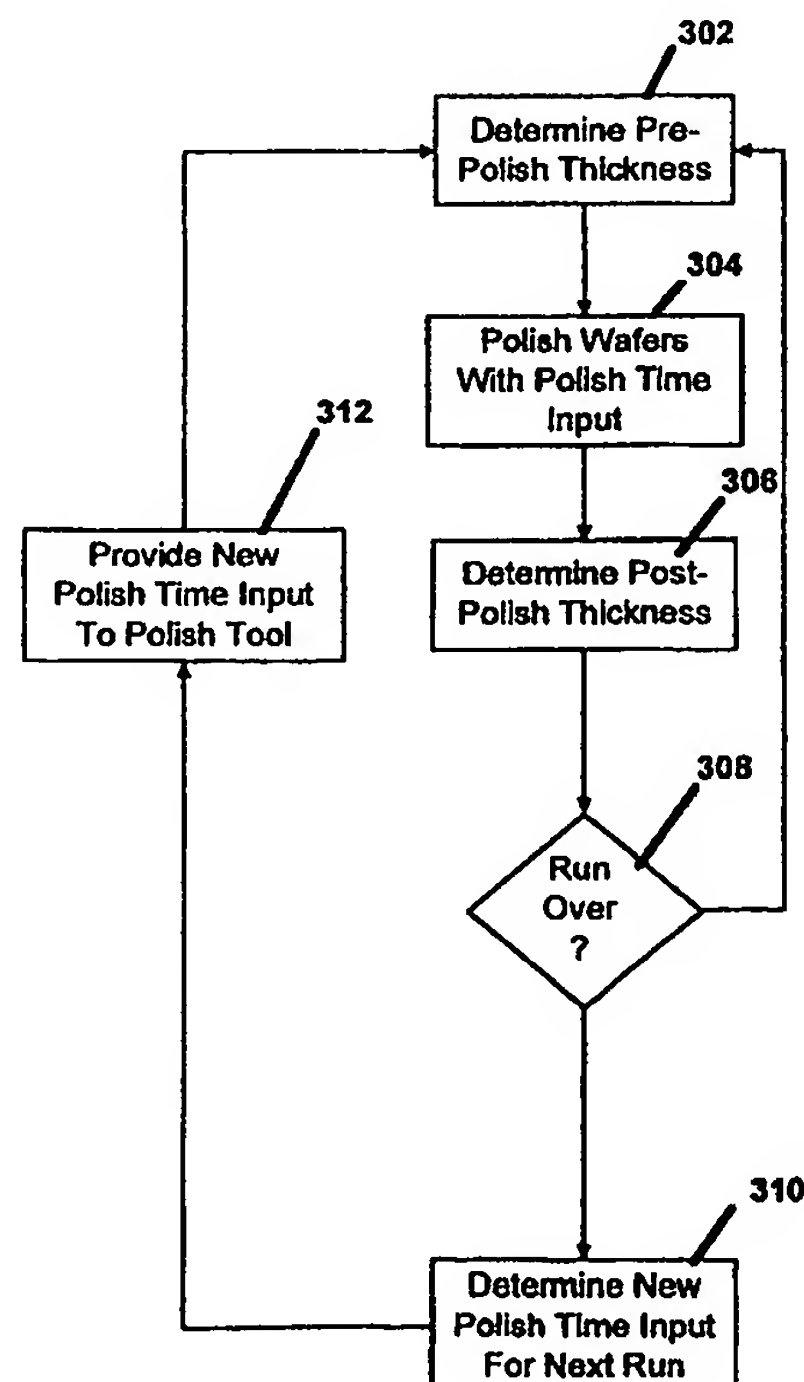 302
Determine Pre-
Polish Thickness
304
Polish Wafers
With Polish Time
Input
312
306
Provide New
Polish Time Input
To Polish Tool
Determine Post-
Polish Thickness
308
Run
Over
?
310
Determine New
Polish Time Input
For Next Run